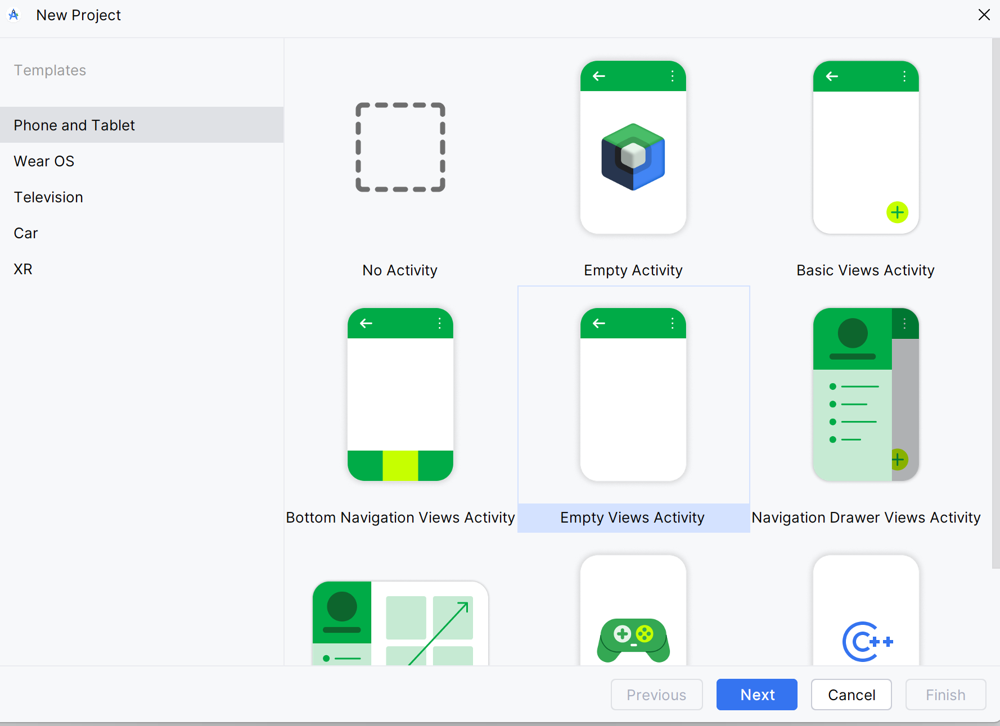 New Project
Templates
Phone and Tablet
Wear OS
Television
Car
XR
No Activity
Empty Activity
Basic Views Activity
Bottom Navigation Views Activity
Empty Views Activity
Navigation Drawer Views Activity
C++
Previous
Next
Cancel
Finish